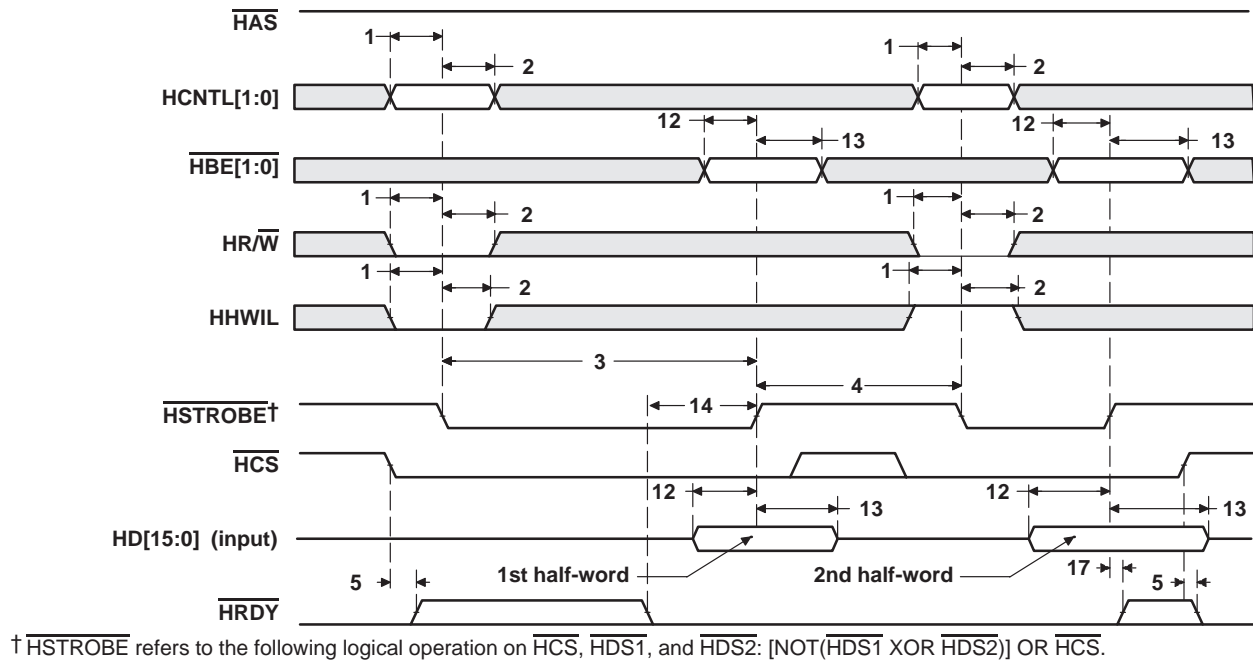 HAS
1
2
1
2
HCNTL[1:0]
12
13
12
13
HBE[1:0]
1
2
1
2
HR/W
1
2
1
2
HHWIL
3
4
14
HSTROBE†
HCS
12
13
12
13
HD[15:0] (input)
1st half-word
2nd half-word
5
17
5
HRDY
† HSTROBE refers to the following logical operation on HCS, HDS1, and HDS2: [NOT(HDS1 XOR HDS2)] OR HCS.